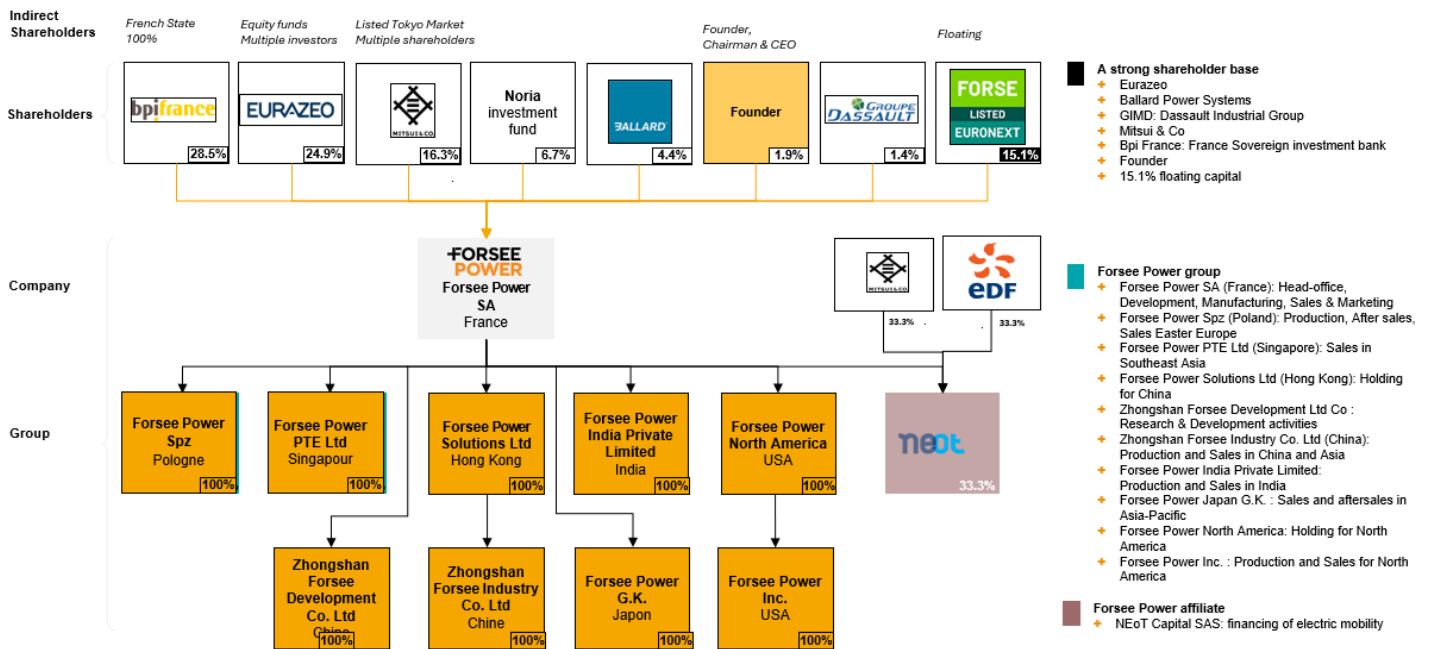 Indirect
Shareholders
French State
100%
Equity funds
Multiple investors
Listed Tokyo Market
Multiple shareholders
Founder,
Chairman & CEO
Floating
Shareholders
bpifrance
28.5%
EURAZEO
24.9%
MITSUI & CO.
16.3%
Noria
investment
fund
6.7%
BALLARD
4.4%
Founder
1.9%
GROUPE
DASSAULT
1.4%
FORSE
LISTED
EURONEXT
15.1%
Company
FORSEE
POWER
Forsee Power
SA
France
MITSUI & CO.
33.3%
eDF
33.3%
Group
Forsee Power
Spz
Pologne
100%
Forsee Power
PTE Ltd
Singapour
100%
Forsee Power
Solutions Ltd
Hong Kong
100%
Forsee Power
India Private
Limited
India
100%
Forsee Power
North America
USA
100%
neot
33.3%
Zhongshan
Forsee
Development
Co. Ltd
China
100%
Zhongshan
Forsee Industry
Co. Ltd
Chine
100%
Forsee Power
G.K.
Japon
100%
Forsee Power
Inc.
USA
100%
A strong shareholder base
+ Eurazeo
+ Ballard Power Systems
+ GIMD: Dassault Industrial Group
+ Mitsui & Co
+ Bpi France: France Sovereign investment bank
+ Founder
+ 15.1% floating capital
Forsee Power group
+ Forsee Power SA (France): Head-office,
Development, Manufacturing, Sales & Marketing
+ Forsee Power Spz (Poland): Production, After sales,
Sales Easter Europe
+ Forsee Power PTE Ltd (Singapore): Sales in
Southeast Asia
+ Forsee Power Solutions Ltd (Hong Kong): Holding
for China
+ Zhongshan Forsee Development Ltd Co :
Research & Development activities
+ Zhongshan Forsee Industry Co. Ltd (China):
Production and Sales in China and Asia
+ Forsee Power India Private Limited:
Production and Sales in India
+ Forsee Power Japan G.K. : Sales and aftersales in
Asia-Pacific
+ Forsee Power North America: Holding for North
America
+ Forsee Power Inc. : Production and Sales for North
America
Forsee Power affiliate
+ NEoT Capital SAS: financing of electric mobility